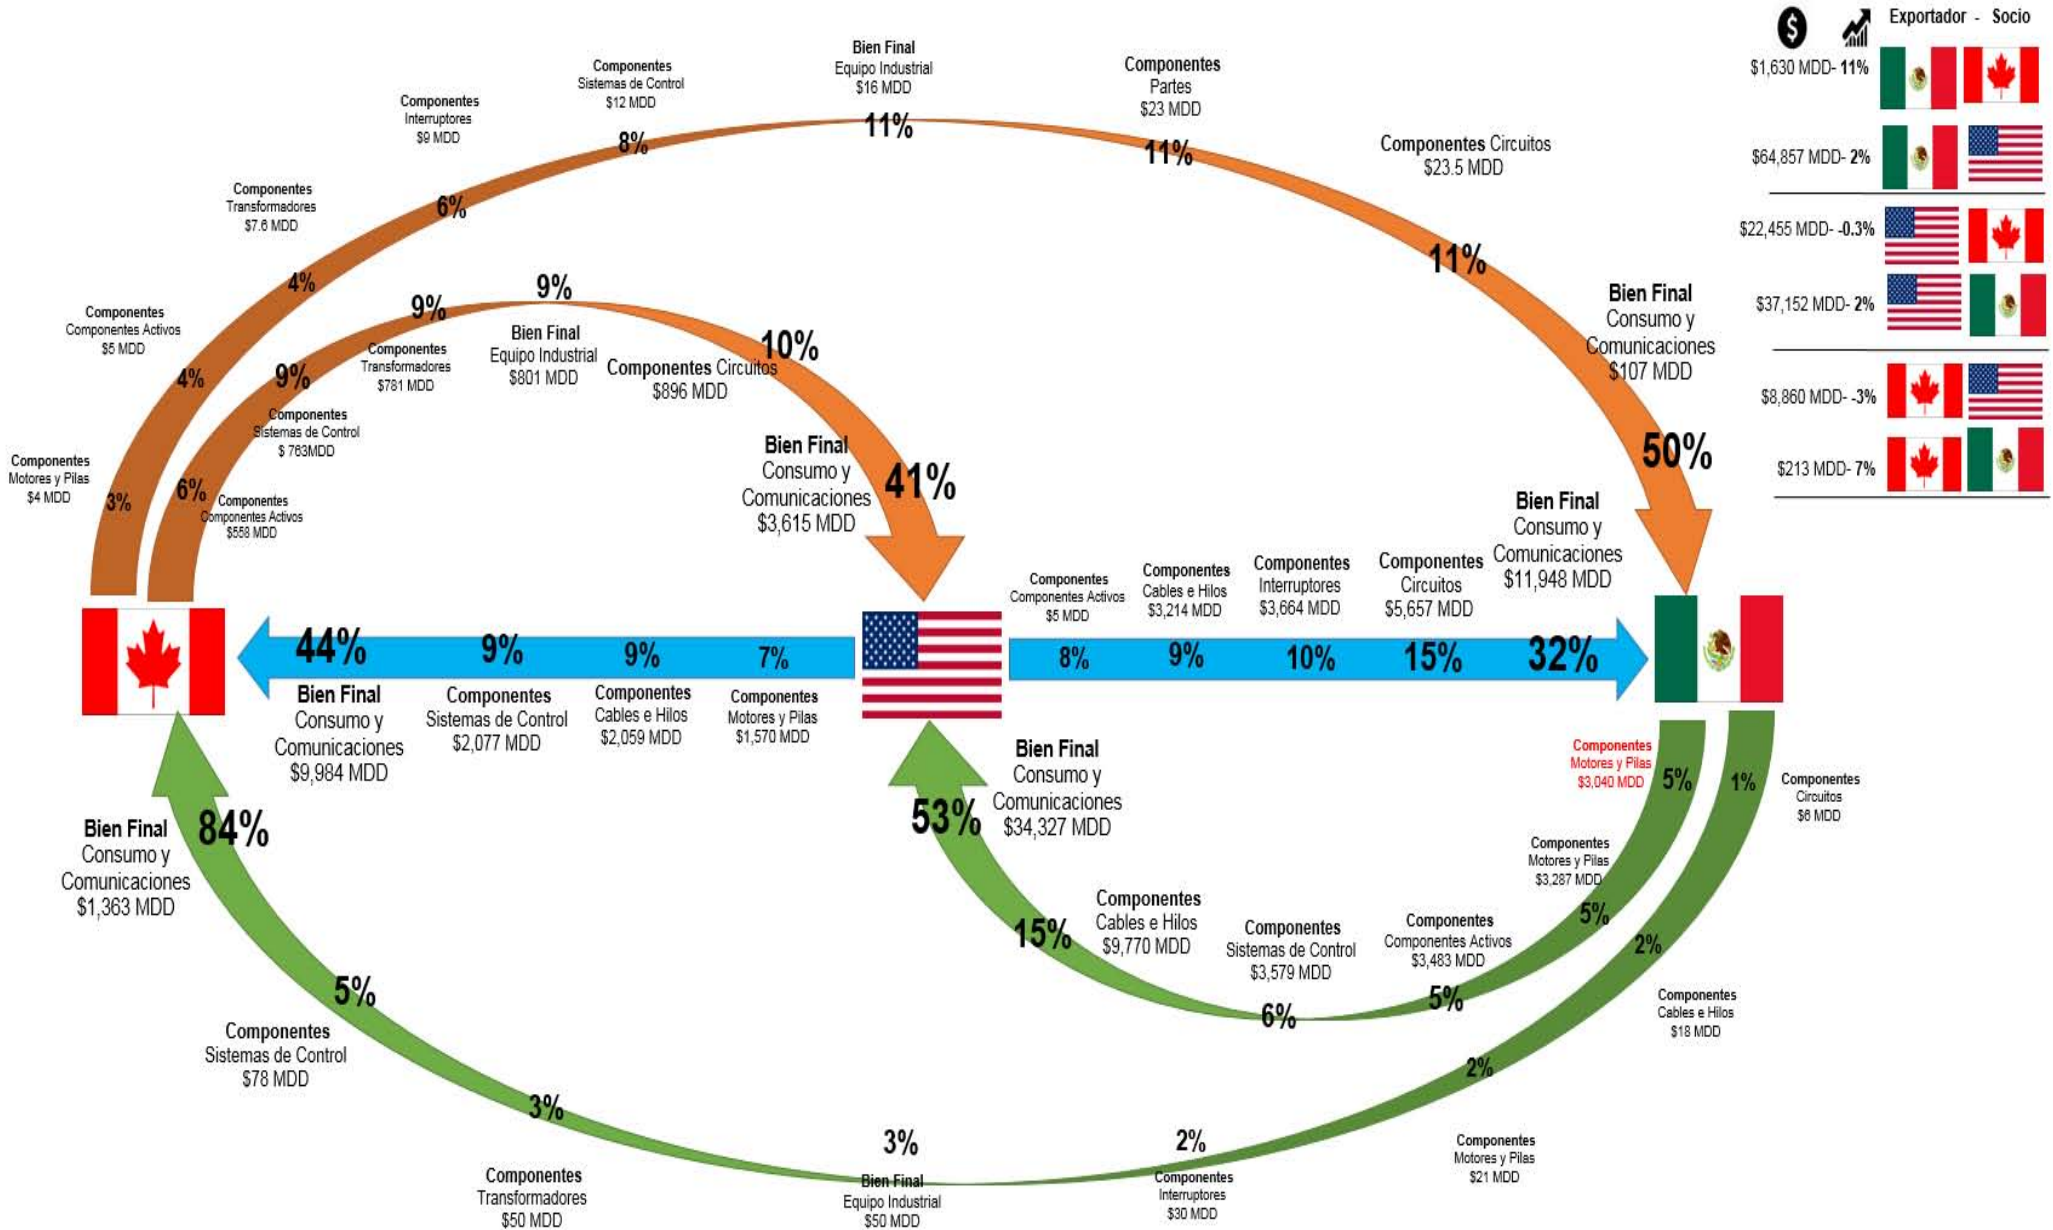 Exportador - Socio
$1,630 MDD- 11%
$64,857 MDD- 2%
$22,455 MDD- -0.3%
$37,152 MDD- 2%
$8,860 MDD- -3%
$213 MDD- 7%
Componentes
Motores y Pilas
$4 MDD
3%
Componentes
Componentes Activos
$5 MDD
4%
Componentes
Transformadores
$7.6 MDD
4%
Componentes
Interruptores
$9 MDD
6%
Componentes
Sistemas de Control
$12 MDD
8%
Bien Final
Equipo Industrial
$16 MDD
11%
Componentes
Partes
$23 MDD
11%
Componentes Circuitos
$23.5 MDD
11%
Bien Final
Consumo y
Comunicaciones
$107 MDD
50%
6%
Componentes
Componentes Activos
$558 MDD
9%
Componentes
Sistemas de Control
$ 763MDD
9%
Componentes
Transformadores
$781 MDD
9%
Bien Final
Equipo Industrial
$801 MDD
10%
Componentes Circuitos
$896 MDD
Bien Final
Consumo y
Comunicaciones
$3,615 MDD
41%
44%
Bien Final
Consumo y
Comunicaciones
$9,984 MDD
9%
Componentes
Sistemas de Control
$2,077 MDD
9%
Componentes
Cables e Hilos
$2,059 MDD
7%
Componentes
Motores y Pilas
$1,570 MDD
Componentes
Componentes Activos
$5 MDD
8%
Componentes
Cables e Hilos
$3,214 MDD
9%
Componentes
Interruptores
$3,664 MDD
10%
Componentes
Circuitos
$5,657 MDD
15%
Bien Final
Consumo y
Comunicaciones
$11,948 MDD
32%
Bien Final
Consumo y
Comunicaciones
$34,327 MDD
53%
Componentes
Cables e Hilos
$9,770 MDD
15%
Componentes
Sistemas de Control
$3,579 MDD
6%
Componentes
Componentes Activos
$3,483 MDD
5%
Componentes
Motores y Pilas
$3,287 MDD
5%
Componentes
Motores y Pilas
$3,040 MDD
5%
1%
Componentes
Circuitos
$6 MDD
2%
Componentes
Cables e Hilos
$18 MDD
2%
Componentes
Motores y Pilas
$21 MDD
2%
Componentes
Interruptores
$30 MDD
3%
Bien Final
Equipo Industrial
$50 MDD
3%
Componentes
Transformadores
$50 MDD
5%
Componentes
Sistemas de Control
$78 MDD
84%
Bien Final
Consumo y
Comunicaciones
$1,363 MDD